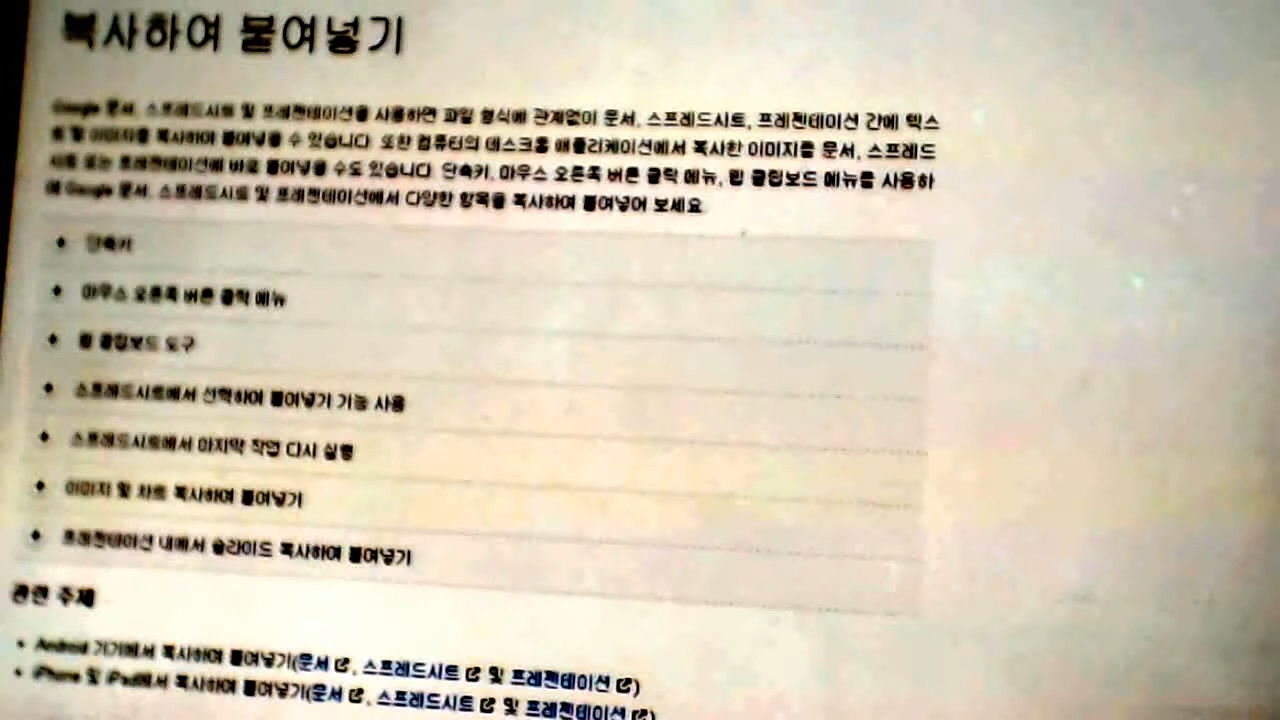 복사하여 붙여넣기
Google 문서, 스프레드시트 및 프레젠테이션을 사용하면 파일 형식에 관계없이 문서, 스프레드시트, 프레젠테이션 간에 텍스
트 및 이미지를 복사하여 붙여넣을 수 있습니다. 또한 컴퓨터의 데스크톱 애플리케이션에서 복사한 이미지를 문서, 스프레드
시트 또는 프레젠테이션에 바로 붙여넣을 수도 있습니다. 단축키, 마우스 오른쪽 버튼 클릭 메뉴, 웹 클립보드 메뉴를 사용하
여 Google 문서, 스프레드시트 및 프레젠테이션에서 다양한 항목을 복사하여 붙여넣어 보세요.
단축키
마우스 오른쪽 버튼 클릭 메뉴
웹 클립보드 도구
스프레드시트에서 선택하여 붙여넣기 기능 사용
스프레드시트에서 마지막 작업 다시 실행
이미지 및 차트 복사하여 붙여넣기
프레젠테이션 내에서 슬라이드 복사하여 붙여넣기
관련 주제
• Android 기기에서 복사하여 붙여넣기(문서, 스프레드시트 및 프레젠테이션)
• iPhone 및 iPad에서 복사하여 붙여넣기(문서, 스프레드시트 및 프레젠테이션)